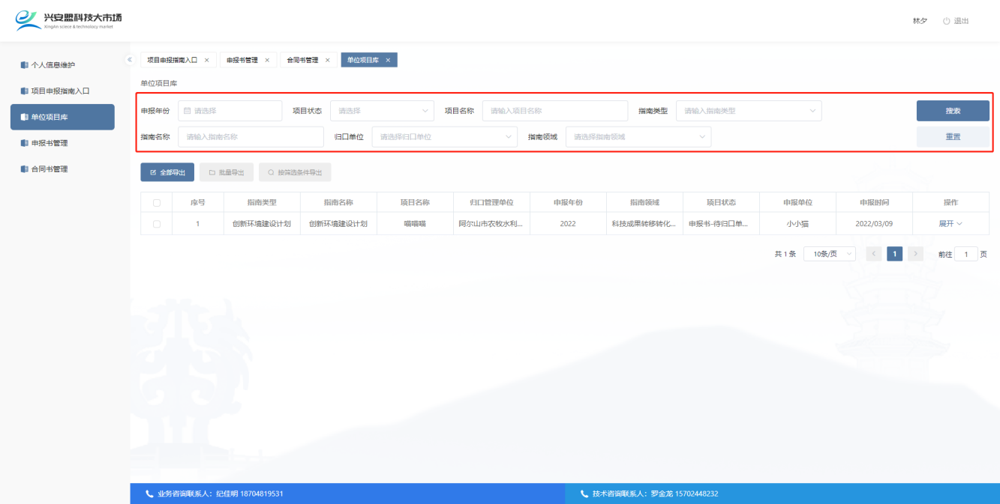 兴安盟科技大市场
XingAn sciece & technolocy market
林夕 退出
项目申报指南入口 × 申报书管理 × 合同书管理 × 单位项目库 ×
个人信息维护
项目申报指南入口
单位项目库
申报书管理
合同书管理
单位项目库
申报年份 请选择 项目状态 请选择 项目名称 请输入项目名称 指南类型 请输入指南类型 搜索
指南名称 请输入指南名称 归口单位 请选择归口单位 指南领域 请选择指南领域 重置
全部导出 批量导出 按筛选条件导出
序号 指南类型 指南名称 项目名称 归口管理单位 申报年份 指南领域 项目状态 申报单位 申报时间 操作
1 创新环境建设计划 创新环境建设计划 喵喵喵 阿尔山市农牧水利... 2022 科技成果转移转化... 申报书-待归口单... 小小猫 2022/03/09 展开
共 1 条 10条/页 < 1 > 前往 1 页
业务咨询联系人：纪佳明 18704819531 技术咨询联系人：罗金龙 15702448232